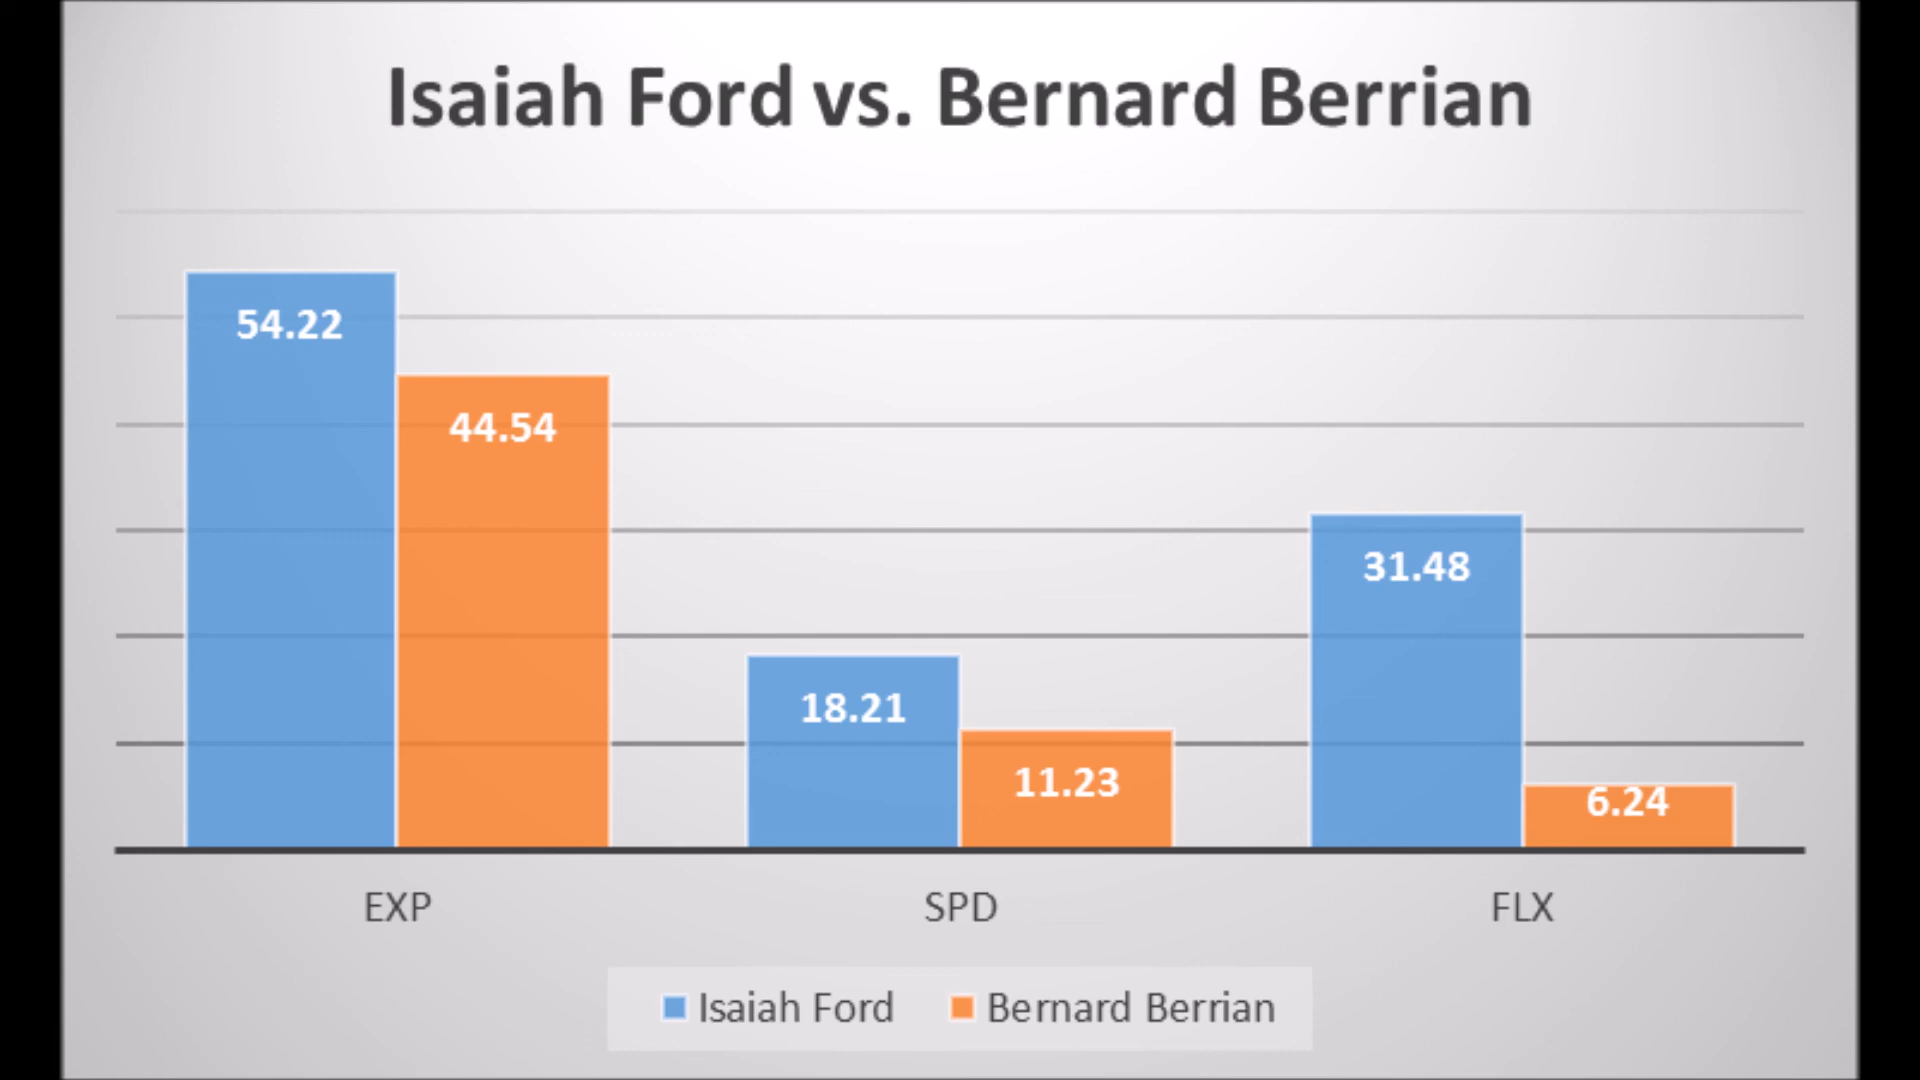 Isaiah Ford vs. Bernard Berrian
54.22
44.54
18.21
11.23
31.48
6.24
EXP
SPD
FLX
Isaiah Ford
Bernard Berrian